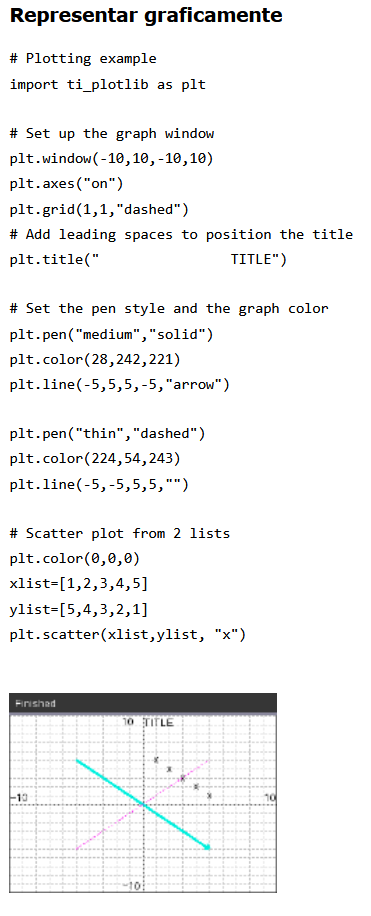 Representar graficamente
# Plotting example
import ti_plotlib as plt
# Set up the graph window
plt.window(-10,10,-10,10)
plt.axes("on")
plt.grid(1,1,"dashed")
# Add leading spaces to position the title
plt.title("                TITLE")
# Set the pen style and the graph color
plt.pen("medium","solid")
plt.color(28,242,221)
plt.line(-5,5,5,-5,"arrow")
plt.pen("thin","dashed")
plt.color(224,54,243)
plt.line(-5,-5,5,5,"")
# Scatter plot from 2 lists
plt.color(0,0,0)
xlist=[1,2,3,4,5]
ylist=[5,4,3,2,1]
plt.scatter(xlist,ylist, "x")
Finished
10 TITLE
-10 10
-10